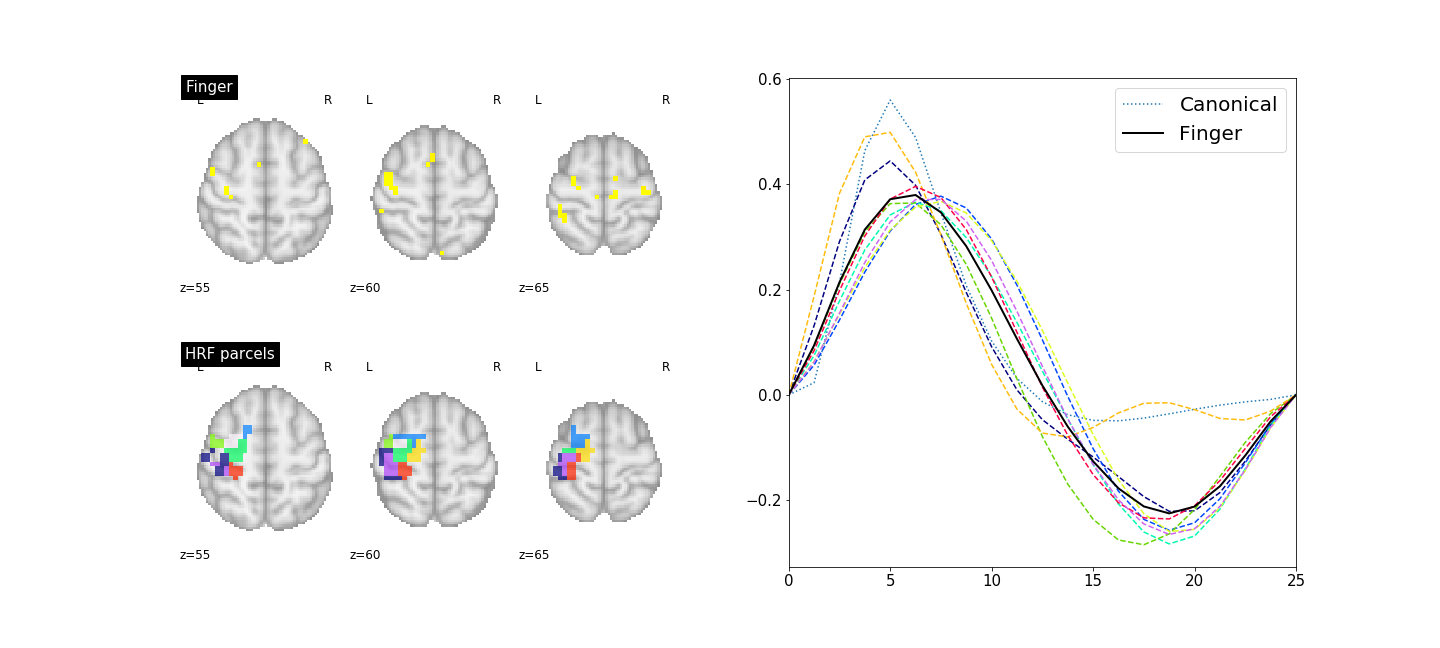 Finger
L R L R L R
z=55 z=60 z=65
HRF parcels
L R L R L R
z=55 z=60 z=65
0.6
0.4
0.2
0.0
−0.2
0 5 10 15 20 25
Canonical
Finger